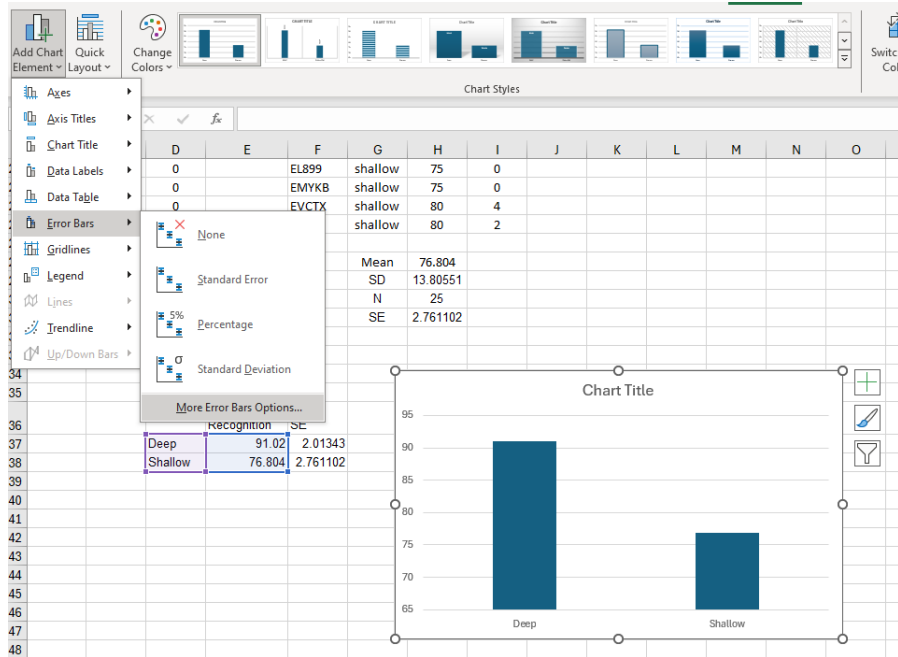 Add Chart Element
Quick Layout
Change Colors
Chart Styles
Axes
Axis Titles
Chart Title
Data Labels
Data Table
Error Bars
Gridlines
Legend
Lines
Trendline
Up/Down Bars
None
Standard Error
5%
Percentage
σ
Standard Deviation
More Error Bars Options...
fx
D E F G H I J K L M N O
0 EL899 shallow 75 0
0 EMYKB shallow 75 0
0 EVCTX shallow 80 4
shallow 80 2
Mean 76.804
SD 13.80551
N 25
SE 2.761102
34
35
36 Recognition SE
37 Deep 91.02 2.01343
38 Shallow 76.804 2.761102
39
40
41
42
43
44
45
46
47
48
Chart Title
95
90
85
80
75
70
65
Deep Shallow